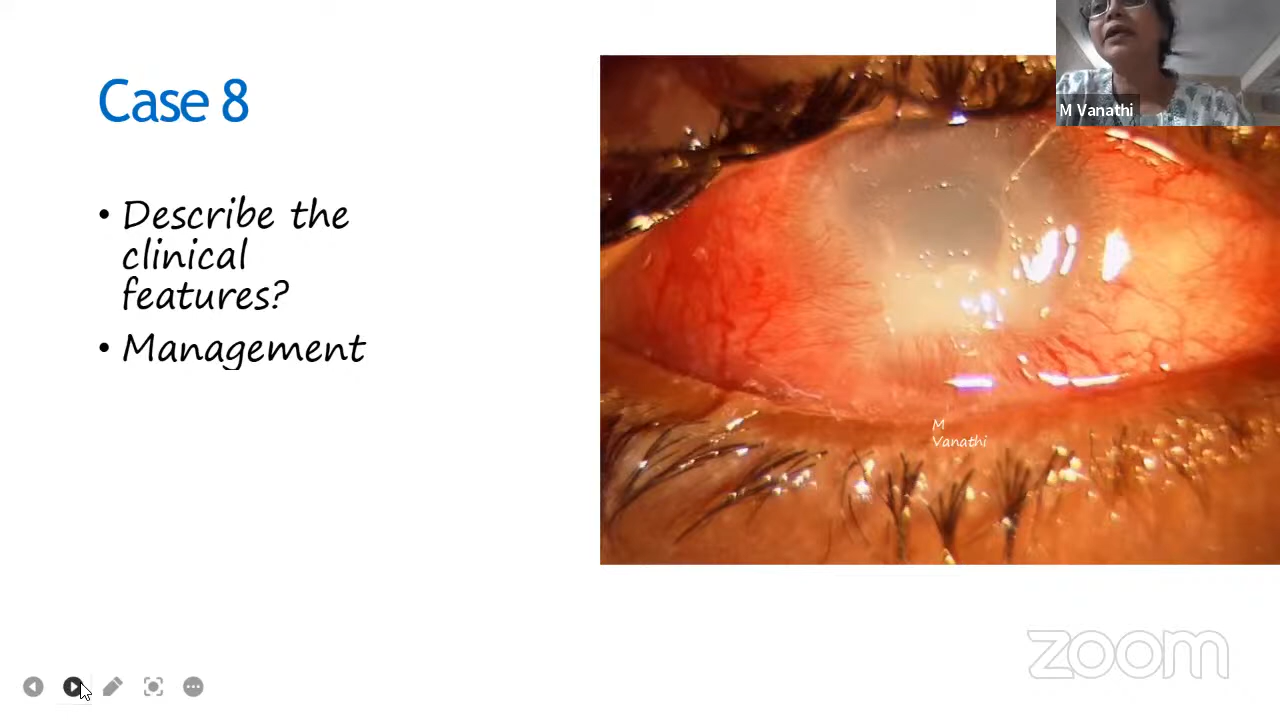 Case 8
• Describe the
clinical
features?
• Management
M Vanathi
M
Vanathi
zoom